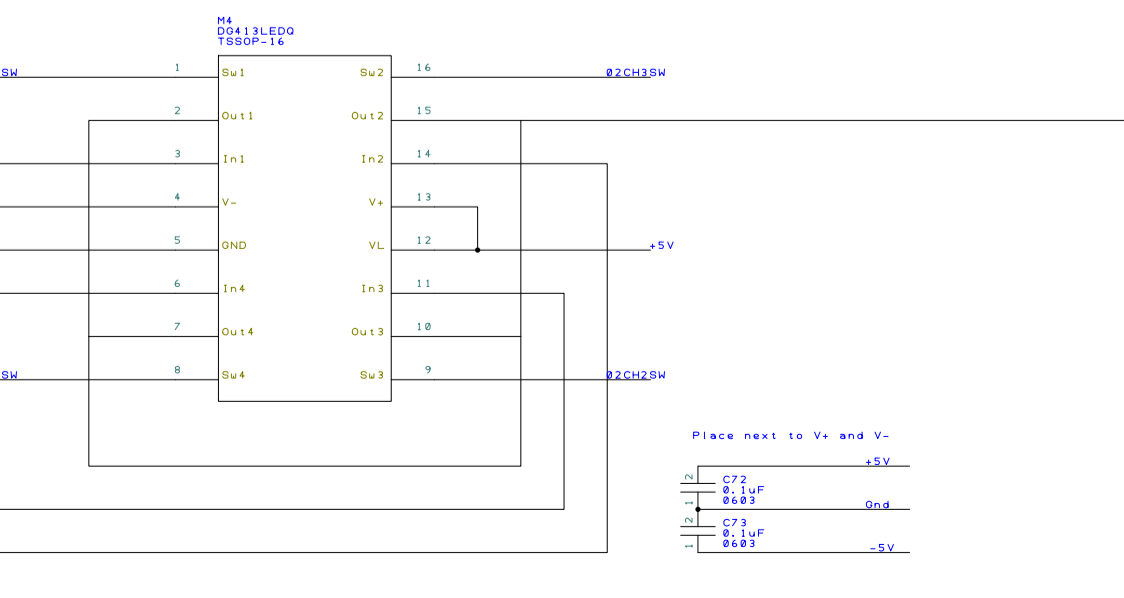 M4
DG413LEDQ
TSSOP-16
SW 1 Sw1 Sw2 16 02CH3SW
2 Out1 Out2 15
3 In1 In2 14
4 V- V+ 13
5 GND VL 12 +5V
6 In4 In3 11
7 Out4 Out3 10
SW 8 Sw4 Sw3 9 02CH2SW
Place next to V+ and V-
+5V
2 C72
0.1uF
1 0603
Gnd
2 C73
0.1uF
1 0603
-5V